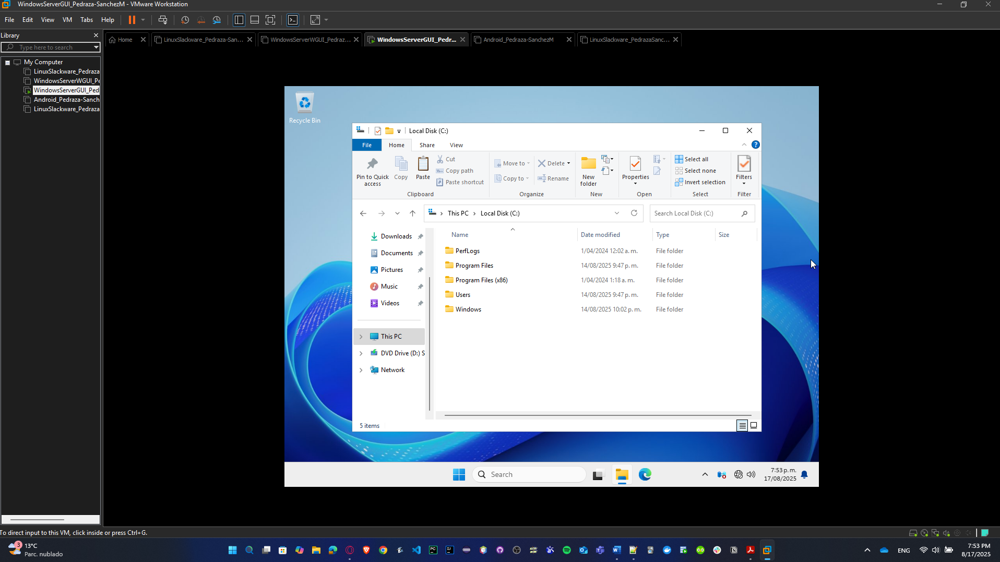 WindowsServerGUI_Pedraza-SanchezM - VMware Workstation
File Edit View VM Tabs Help
Library
Home LinuxSlackware_Pedraza-San... WindowsServerWGUI_Pedraz... WindowsServerGUI_Pedr... Android_Pedraza-SanchezM LinuxSlackware_PedrazaSanc...
Type here to search
My Computer
LinuxSlackware_Pedraza
WindowsServerWGUI_Pe
WindowsServerGUI_Ped
Android_Pedraza-Sanch
LinuxSlackware_Pedraza
Recycle Bin
Local Disk (C:)
File Home Share View
Pin to Quick access
Copy
Paste
Cut
Copy path
Paste shortcut
Clipboard
Move to
Copy to
Delete
Rename
Organize
New folder
New
Properties
Open
Select all
Select none
Invert selection
Select
Filters
Filter
This PC Local Disk (C:)
Search Local Disk (C:)
Downloads
Documents
Pictures
Music
Videos
This PC
DVD Drive (D:) S
Network
Name Date modified Type Size
PerfLogs 1/04/2024 12:02 a. m. File folder
Program Files 14/08/2025 9:47 p. m. File folder
Program Files (x86) 1/04/2024 1:18 a. m. File folder
Users 14/08/2025 9:47 p. m. File folder
Windows 14/08/2025 10:02 p. m. File folder
5 items
Search
7:53 p. m.
17/08/2025
To direct input to this VM, click inside or press Ctrl+G.
3
13°C
Parc. nublado
ENG
7:53 PM
8/17/2025